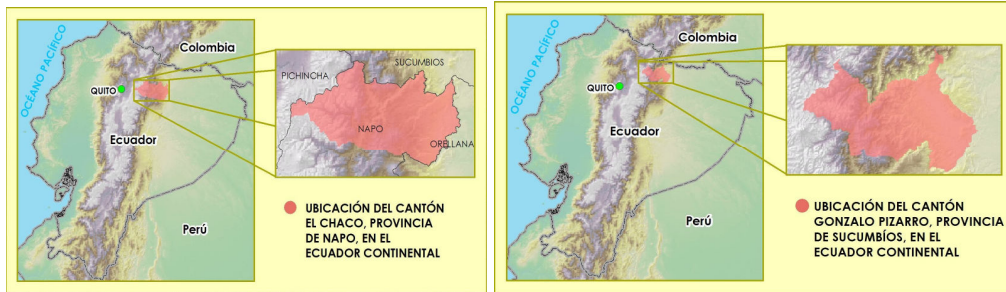 OCÉANO PACÍFICO
Colombia
QUITO
Ecuador
Perú
SUCUMBIOS
PICHINCHA
NAPO
ORELLANA
UBICACIÓN DEL CANTÓN
EL CHACO, PROVINCIA
DE NAPO, EN EL
ECUADOR CONTINENTAL
OCÉANO PACÍFICO
Colombia
QUITO
Ecuador
Perú
UBICACIÓN DEL CANTÓN
GONZALO PIZARRO, PROVINCIA
DE SUCUMBÍOS, EN EL
ECUADOR CONTINENTAL